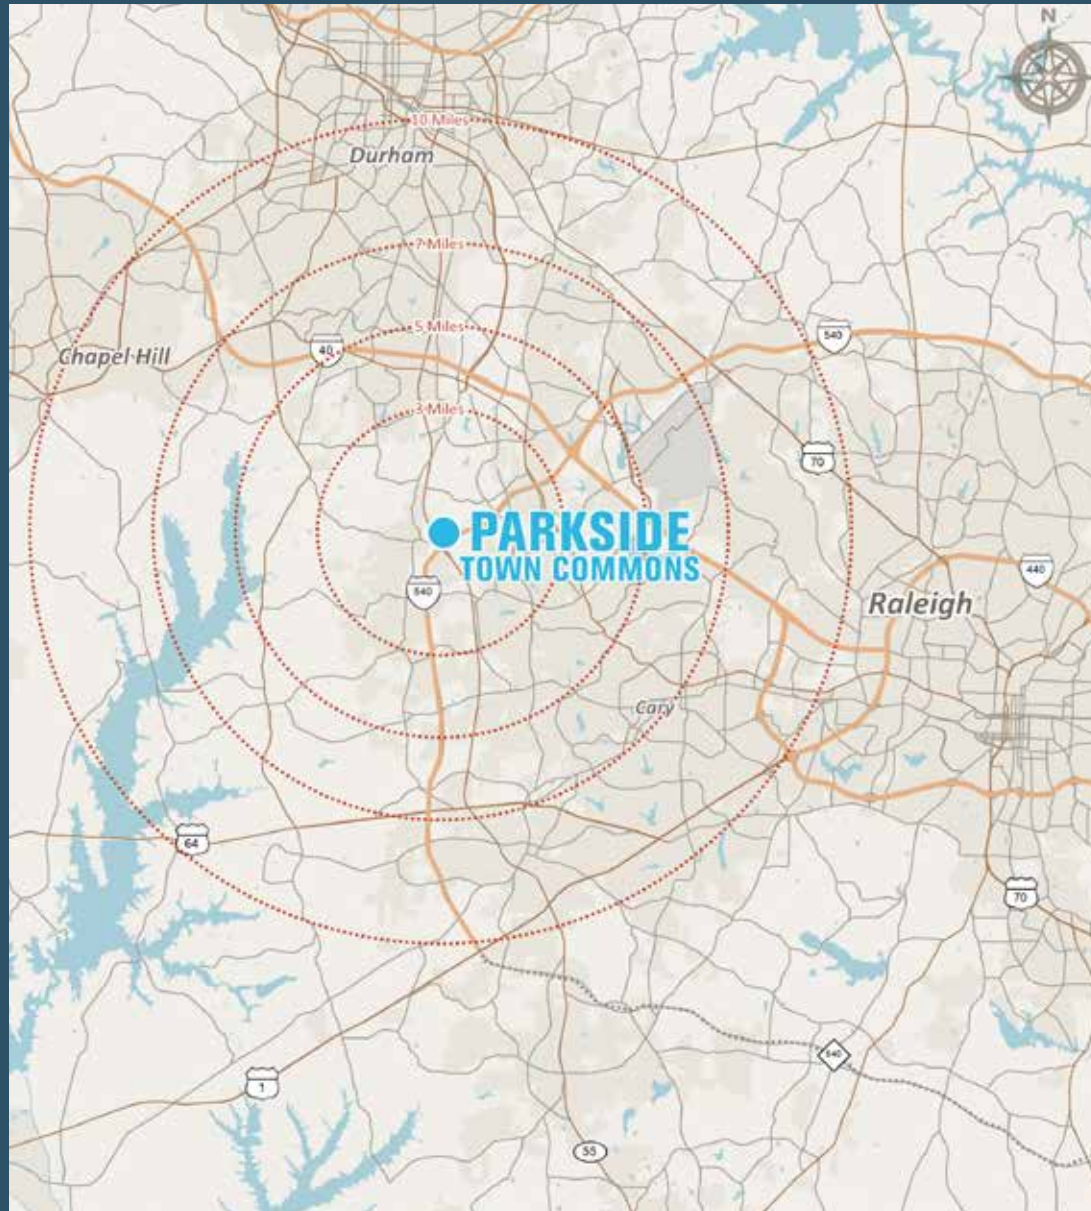 N
10 Miles
Durham
7 Miles
5 Miles
540
40
Chapel Hill
3 Miles
70
PARKSIDE
TOWN COMMONS
440
540
Raleigh
Cary
64
70
540
1
55